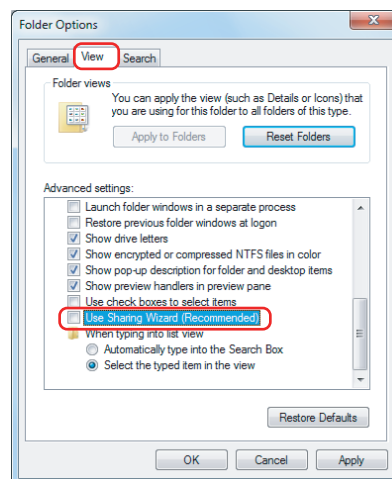 Folder Options
General View Search
Folder views
You can apply the view (such as Details or Icons) that
you are using for this folder to all folders of this type.
Apply to Folders Reset Folders
Advanced settings:
Launch folder windows in a separate process
Restore previous folder windows at logon
Show drive letters
Show encrypted or compressed NTFS files in color
Show pop-up description for folder and desktop items
Show preview handlers in preview pane
Use check boxes to select items
Use Sharing Wizard (Recommended)
When typing into list view
Automatically type into the Search Box
Select the typed item in the view
Restore Defaults
OK Cancel Apply